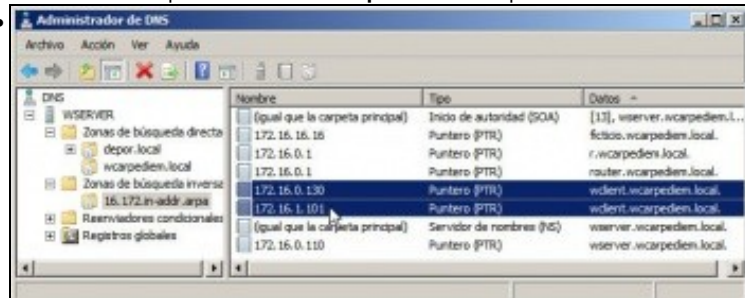 Administrador de DNS
Archivo Acción Ver Ayuda
DNS
WSERVER
Zonas de búsqueda directa
depor.local
wcarpediem.local
Zonas de búsqueda inversa
16.172.in-addr.arpa
Reenviadores condicionales
Registros globales
Nombre Tipo Datos
(igual que la carpeta principal) Inicio de autoridad (SOA) [13], wserver.wcarpediem.l...
172.16.16.16 Puntero (PTR) ficticio.wcarpediem.local.
172.16.0.1 Puntero (PTR) r.wcarpediem.local.
172.16.0.1 Puntero (PTR) router.wcarpediem.local.
172.16.0.130 Puntero (PTR) wclient.wcarpediem.local.
172.16.1.101 Puntero (PTR) wclient.wcarpediem.local.
(igual que la carpeta principal) Servidor de nombres (NS) wserver.wcarpediem.local.
172.16.0.110 Puntero (PTR) wserver.wcarpediem.local.